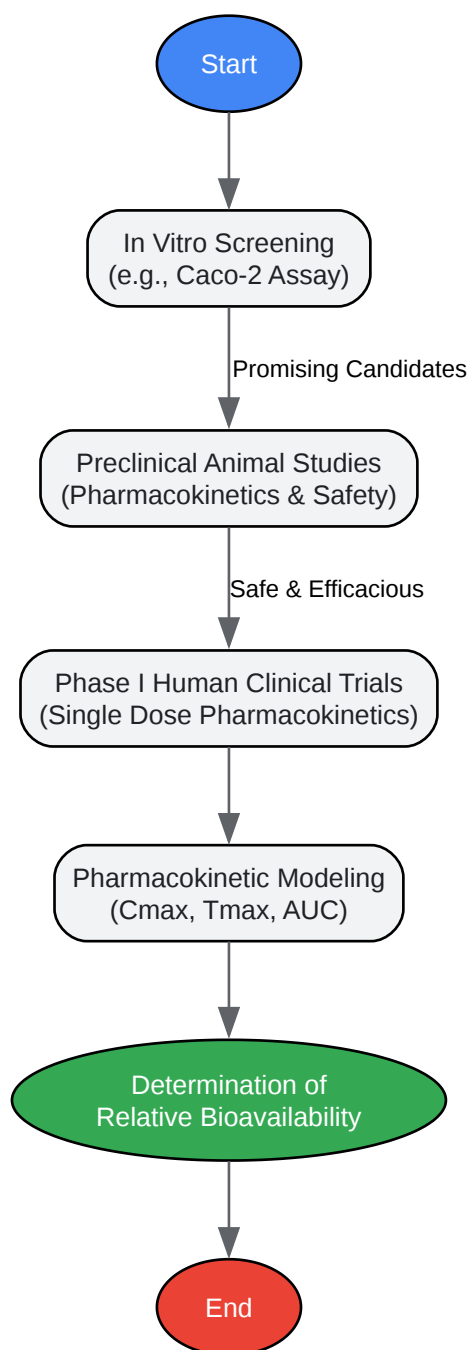 Start
In Vitro Screening
(e.g., Caco-2 Assay)
Promising Candidates
Preclinical Animal Studies
(Pharmacokinetics & Safety)
Safe & Efficacious
Phase I Human Clinical Trials
(Single Dose Pharmacokinetics)
Pharmacokinetic Modeling
(Cmax, Tmax, AUC)
Determination of
Relative Bioavailability
End